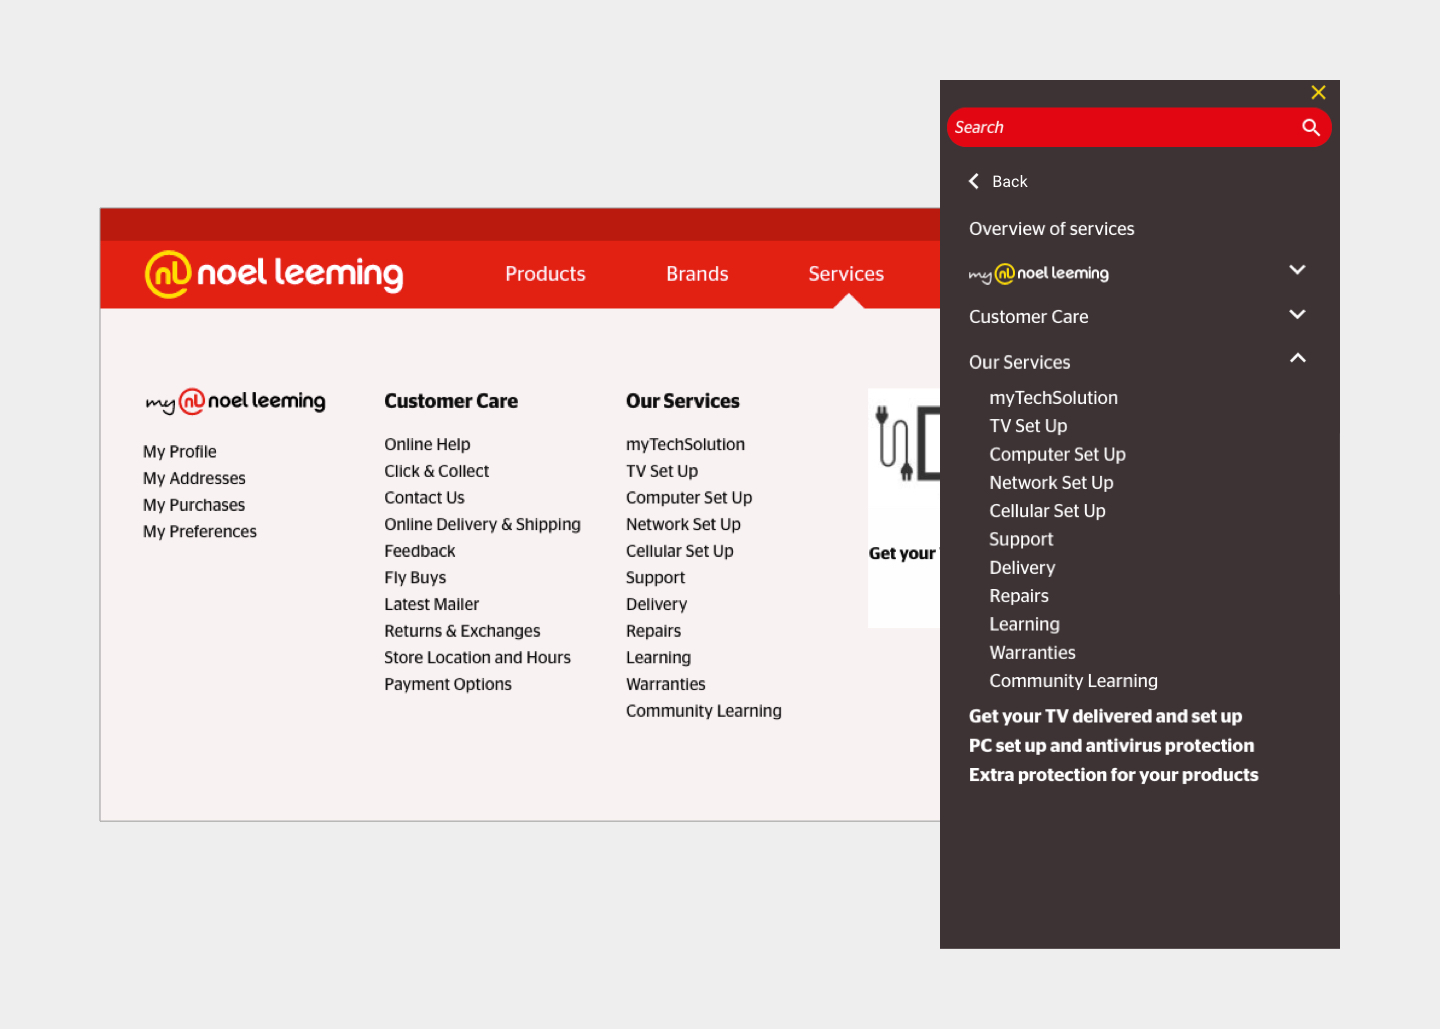 nl noel leeming
Products
Brands
Services
my nl noel leeming
My Profile
My Addresses
My Purchases
My Preferences
Customer Care
Online Help
Click & Collect
Contact Us
Online Delivery & Shipping
Feedback
Fly Buys
Latest Mailer
Returns & Exchanges
Store Location and Hours
Payment Options
Our Services
myTechSolution
TV Set Up
Computer Set Up
Network Set Up
Cellular Set Up
Support
Delivery
Repairs
Learning
Warranties
Community Learning
Get your
Search
Back
Overview of services
my nl noel leeming
Customer Care
Our Services
myTechSolution
TV Set Up
Computer Set Up
Network Set Up
Cellular Set Up
Support
Delivery
Repairs
Learning
Warranties
Community Learning
Get your TV delivered and set up
PC set up and antivirus protection
Extra protection for your products